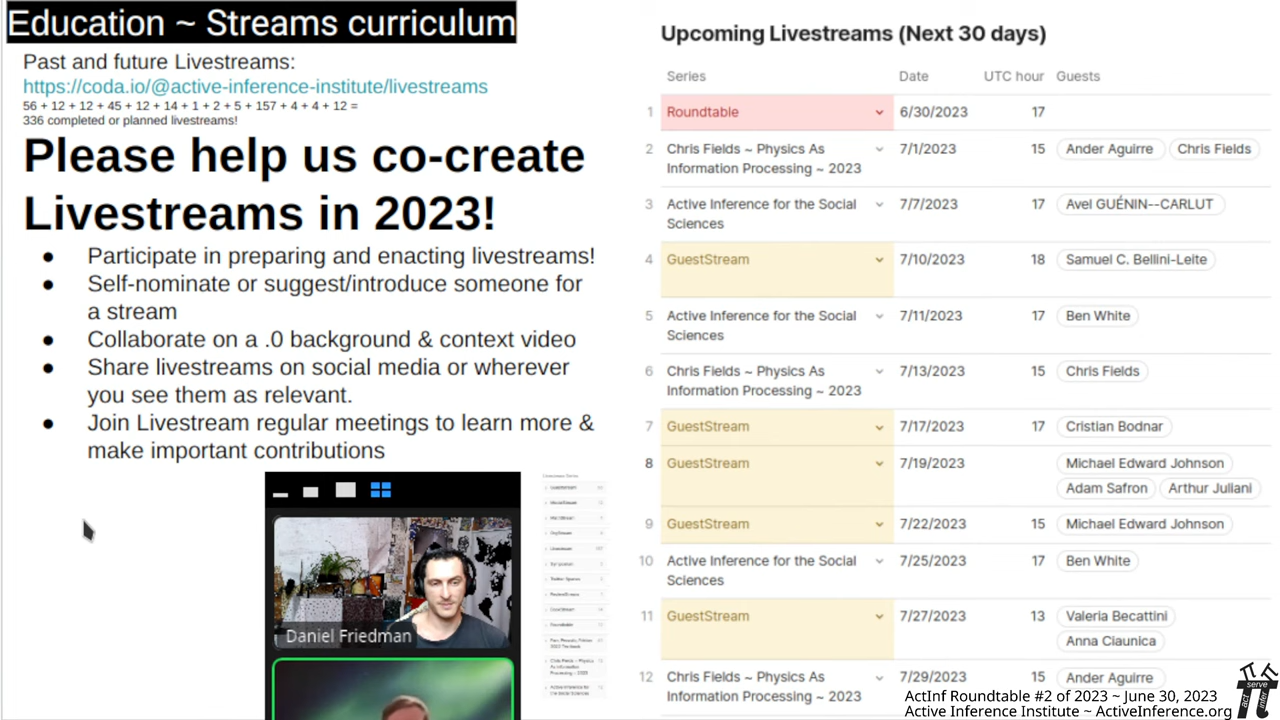 Education ~ Streams curriculum
Past and future Livestreams:
https://coda.io/@active-inference-institute/livestreams
56 + 12 + 12 + 45 + 12 + 14 + 1 + 2 + 5 + 157 + 4 + 4 + 12 =
336 completed or planned livestreams!
Please help us co-create
Livestreams in 2023!
● Participate in preparing and enacting livestreams!
● Self-nominate or suggest/introduce someone for
a stream
● Collaborate on a .0 background & context video
● Share livestreams on social media or wherever
you see them as relevant.
● Join Livestream regular meetings to learn more &
make important contributions
Daniel Friedman
Upcoming Livestreams (Next 30 days)
Series Date UTC hour Guests
1 Roundtable 6/30/2023 17
2 Chris Fields ~ Physics As 7/1/2023 15 Ander Aguirre Chris Fields
Information Processing ~ 2023
3 Active Inference for the Social 7/7/2023 17 Avel GUÉNIN--CARLUT
Sciences
4 GuestStream 7/10/2023 18 Samuel C. Bellini-Leite
5 Active Inference for the Social 7/11/2023 17 Ben White
Sciences
6 Chris Fields ~ Physics As 7/13/2023 15 Chris Fields
Information Processing ~ 2023
7 GuestStream 7/17/2023 17 Cristian Bodnar
8 GuestStream 7/19/2023 Michael Edward Johnson
Adam Safron Arthur Juliani
9 GuestStream 7/22/2023 15 Michael Edward Johnson
10 Active Inference for the Social 7/25/2023 17 Ben White
Sciences
11 GuestStream 7/27/2023 13 Valeria Becattini
Anna Ciaunica
12 Chris Fields ~ Physics As 7/29/2023 15 Ander Aguirre
Information Processing ~ 2023
ActInf Roundtable #2 of 2023 ~ June 30, 2023
Active Inference Institute ~ ActiveInference.org
serve
act
infer